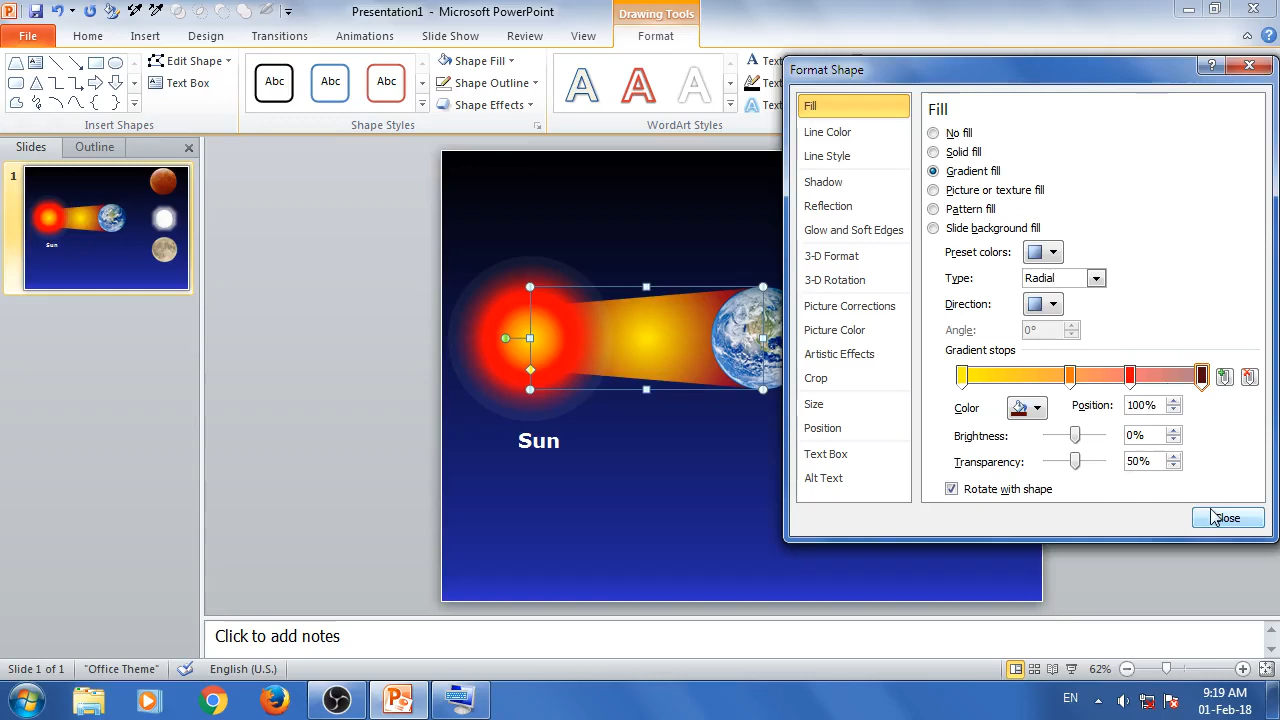 Presentation1 - Microsoft PowerPoint
Drawing Tools
File Home Insert Design Transitions Animations Slide Show Review View Format
Edit Shape
Text Box
Insert Shapes
Abc Abc Abc
Shape Fill
Shape Outline
Shape Effects
Shape Styles
A A A
WordArt Styles
Text
Slides Outline
1
Sun
Sun
Format Shape
Fill
Line Color
Line Style
Shadow
Reflection
Glow and Soft Edges
3-D Format
3-D Rotation
Picture Corrections
Picture Color
Artistic Effects
Crop
Size
Position
Text Box
Alt Text
Fill
No fill
Solid fill
Gradient fill
Picture or texture fill
Pattern fill
Slide background fill
Preset colors:
Type: Radial
Direction:
Angle: 0°
Gradient stops
Color Position: 100%
Brightness: 0%
Transparency: 50%
Rotate with shape
Close
Click to add notes
Slide 1 of 1 "Office Theme" English (U.S.) 62%
EN 9:19 AM
01-Feb-18